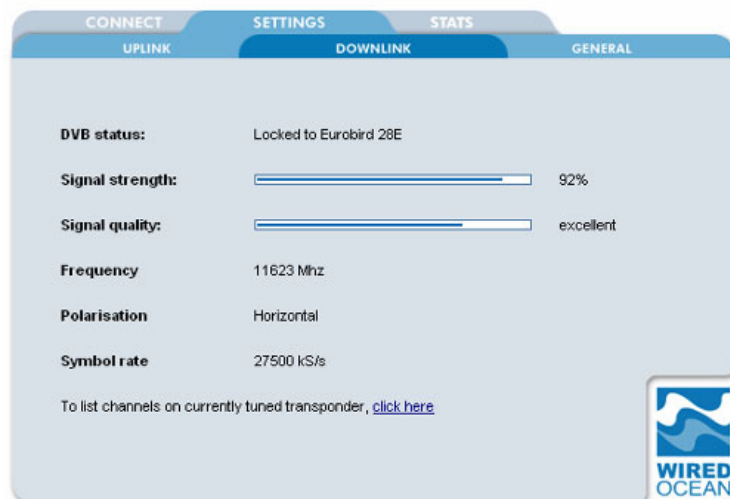 CONNECT SETTINGS STATS
UPLINK DOWNLINK GENERAL
DVB status: Locked to Eurobird 28E
Signal strength: 92%
Signal quality: excellent
Frequency 11623 Mhz
Polarisation Horizontal
Symbol rate 27500 kS/s
To list channels on currently tuned transponder, click here
WIRED
OCEAN